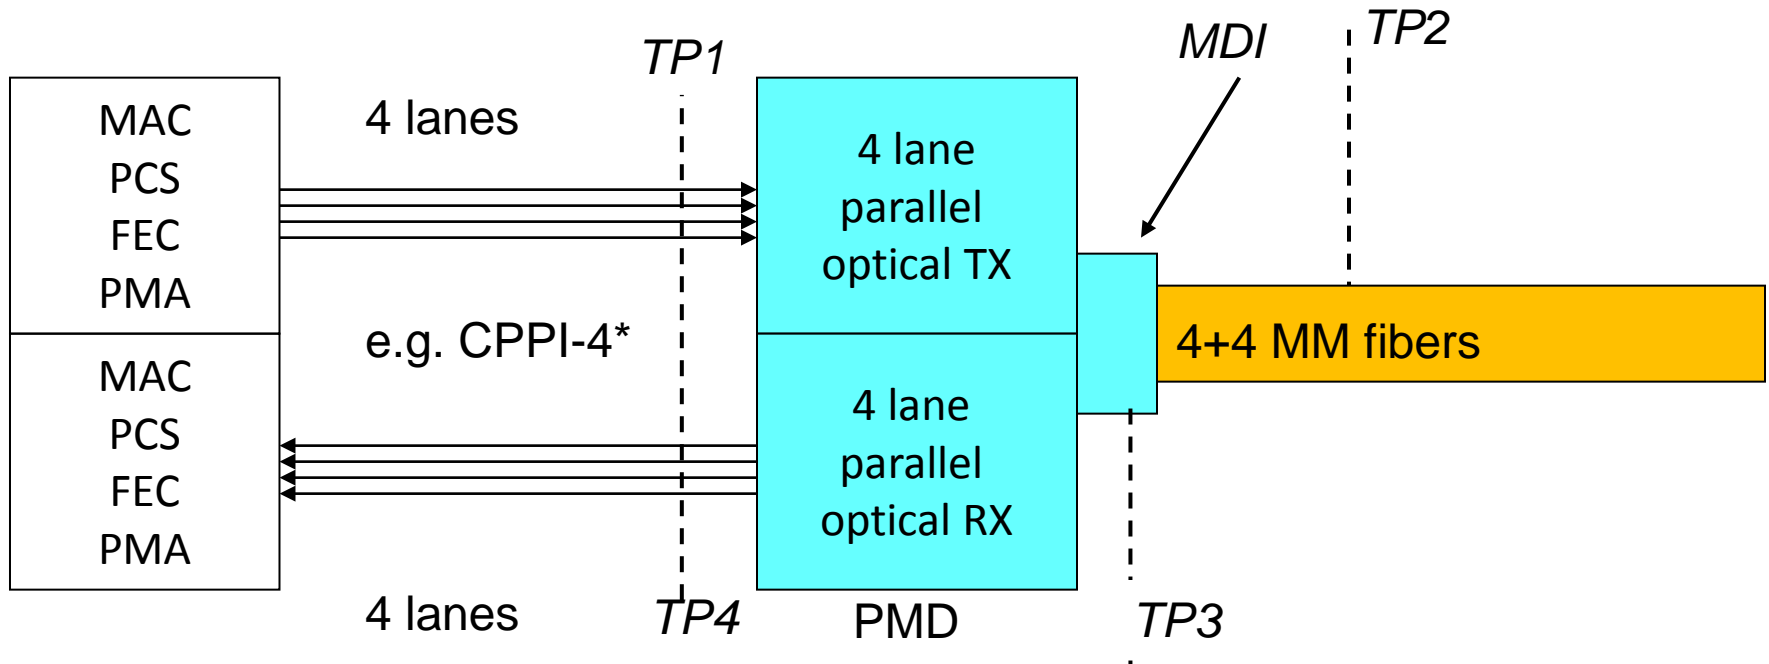 TP2
MDI
TP1
MAC
PCS
FEC
PMA
4 lanes
4 lane
parallel
optical TX
e.g. CPPI-4*
4+4 MM fibers
MAC
PCS
FEC
PMA
4 lane
parallel
optical RX
4 lanes
TP4
PMD
TP3